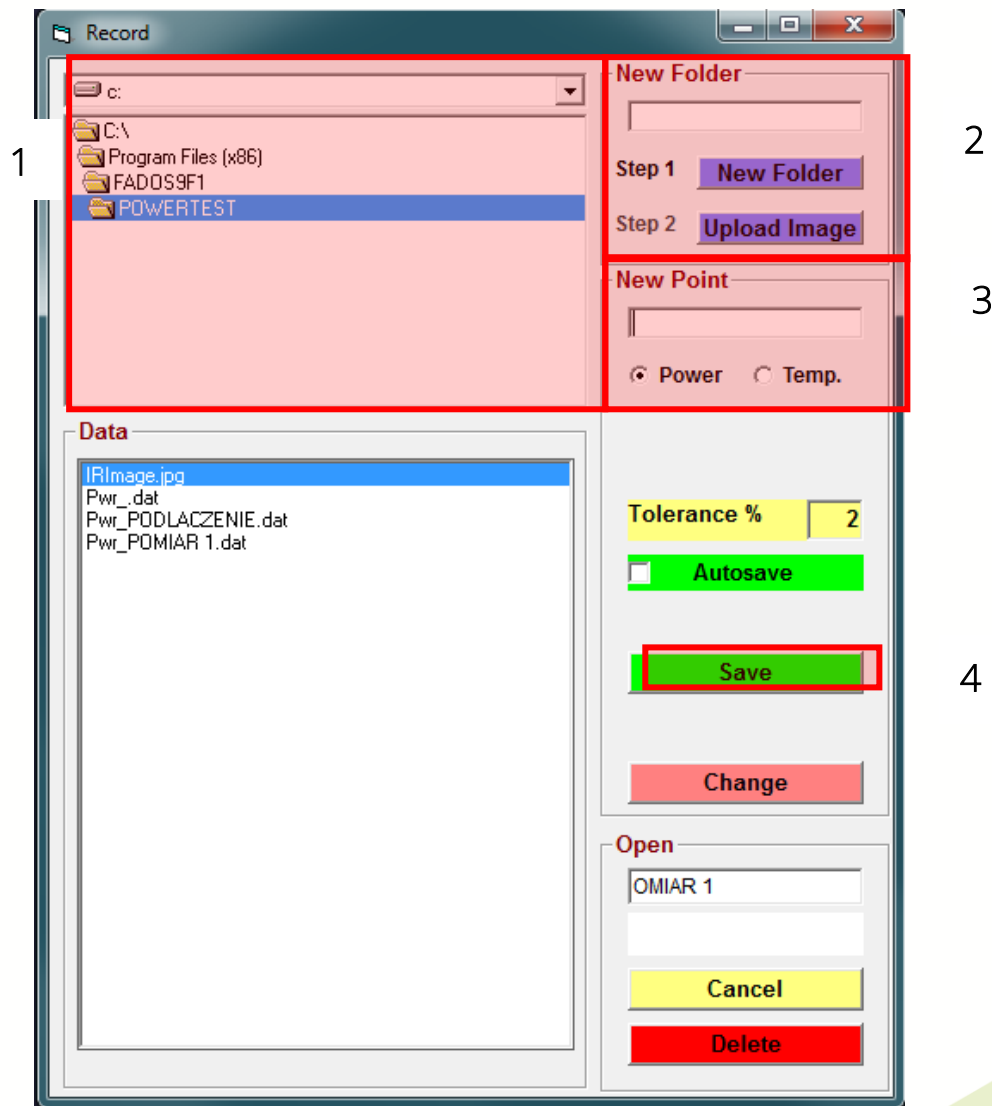 Record
c:
C:\
Program Files (x86)
FADOS9F1
POWERTEST
1
New Folder
Step 1 New Folder
Step 2 Upload Image
2
New Point
Power Temp.
3
Data
IRImage.jpg
Pwr_.dat
Pwr_PODLACZENIE.dat
Pwr_POMIAR 1.dat
Tolerance % 2
Autosave
Save
4
Change
Open
OMIAR 1
Cancel
Delete